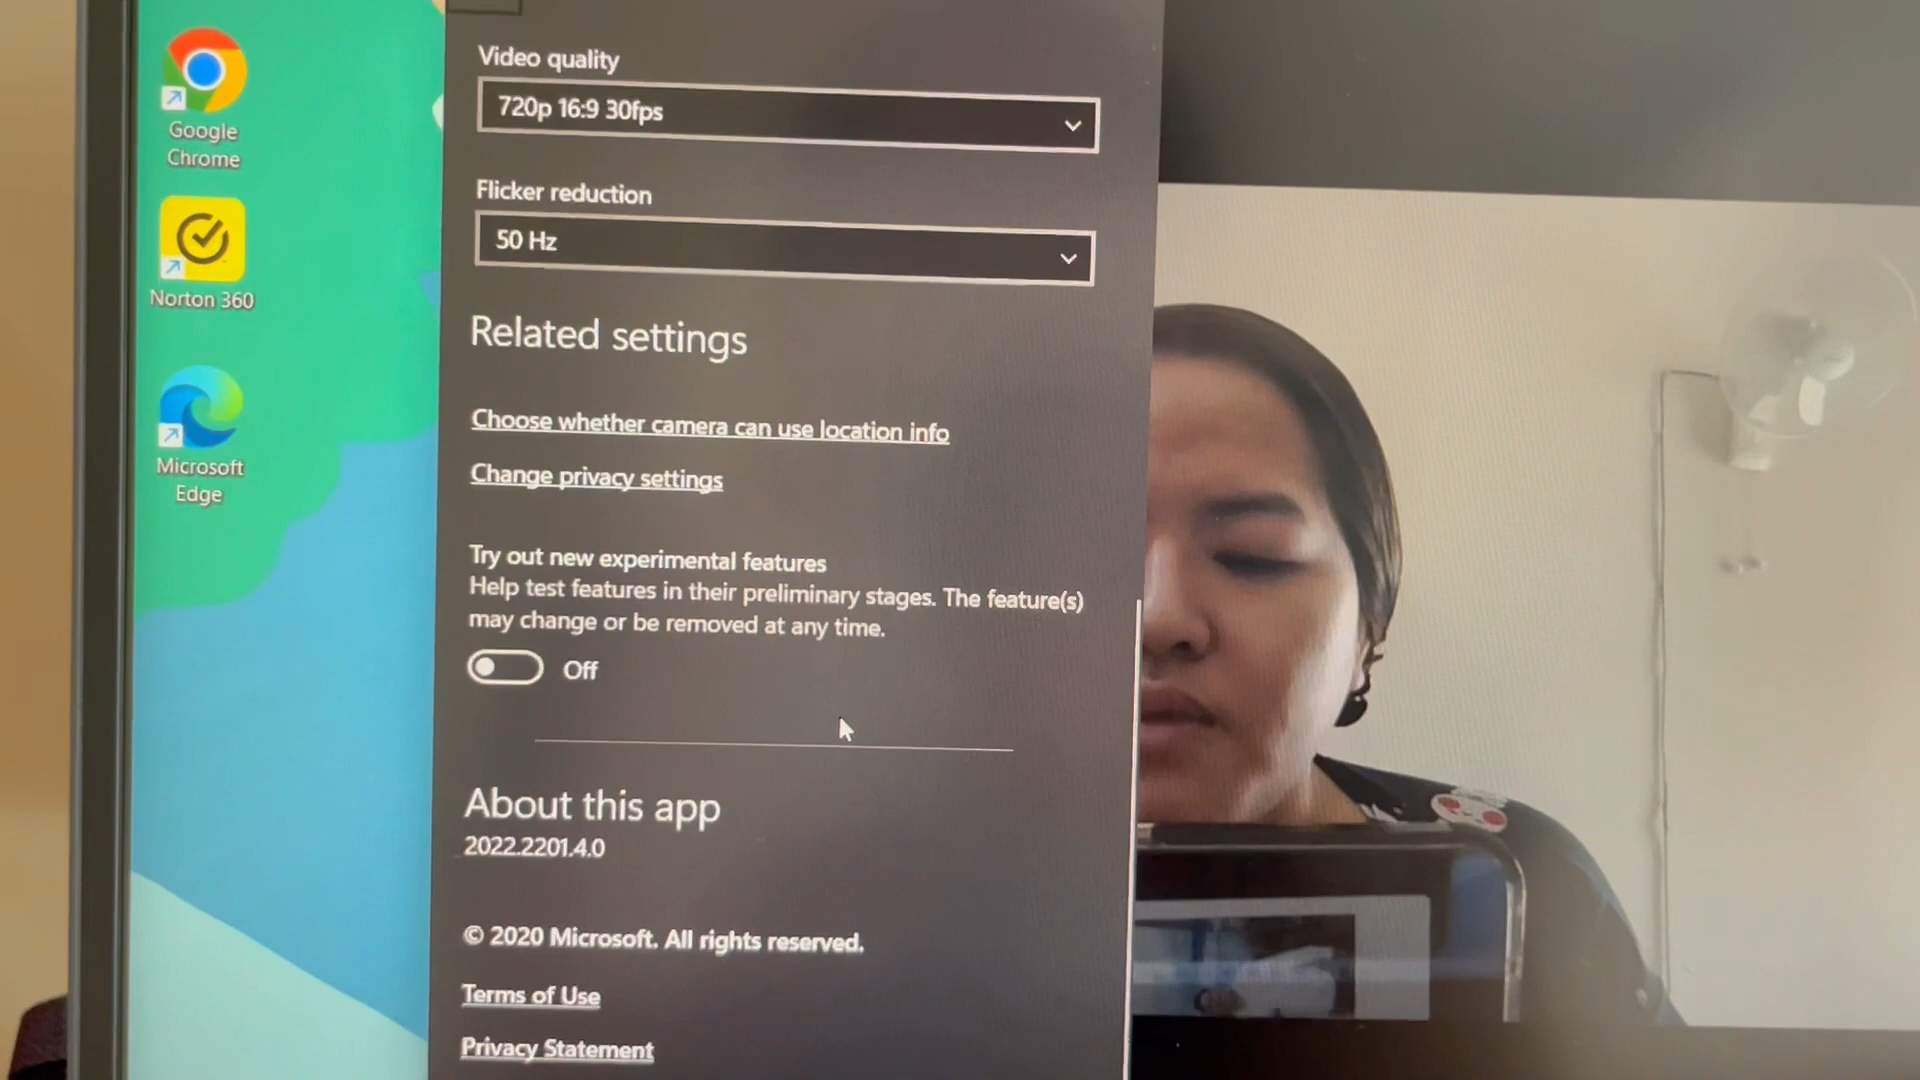 Google
Chrome
Norton 360
Microsoft
Edge
Video quality
720p 16:9 30fps
Flicker reduction
50 Hz
Related settings
Choose whether camera can use location info
Change privacy settings
Try out new experimental features
Help test features in their preliminary stages. The feature(s)
may change or be removed at any time.
Off
About this app
2022.2201.4.0
© 2020 Microsoft. All rights reserved.
Terms of Use
Privacy Statement